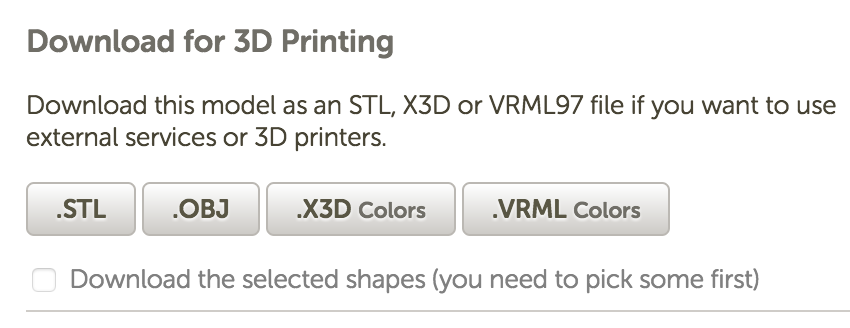 Download for 3D Printing
Download this model as an STL, X3D or VRML97 file if you want to use
external services or 3D printers.
.STL .OBJ .X3D Colors .VRML Colors
Download the selected shapes (you need to pick some first)